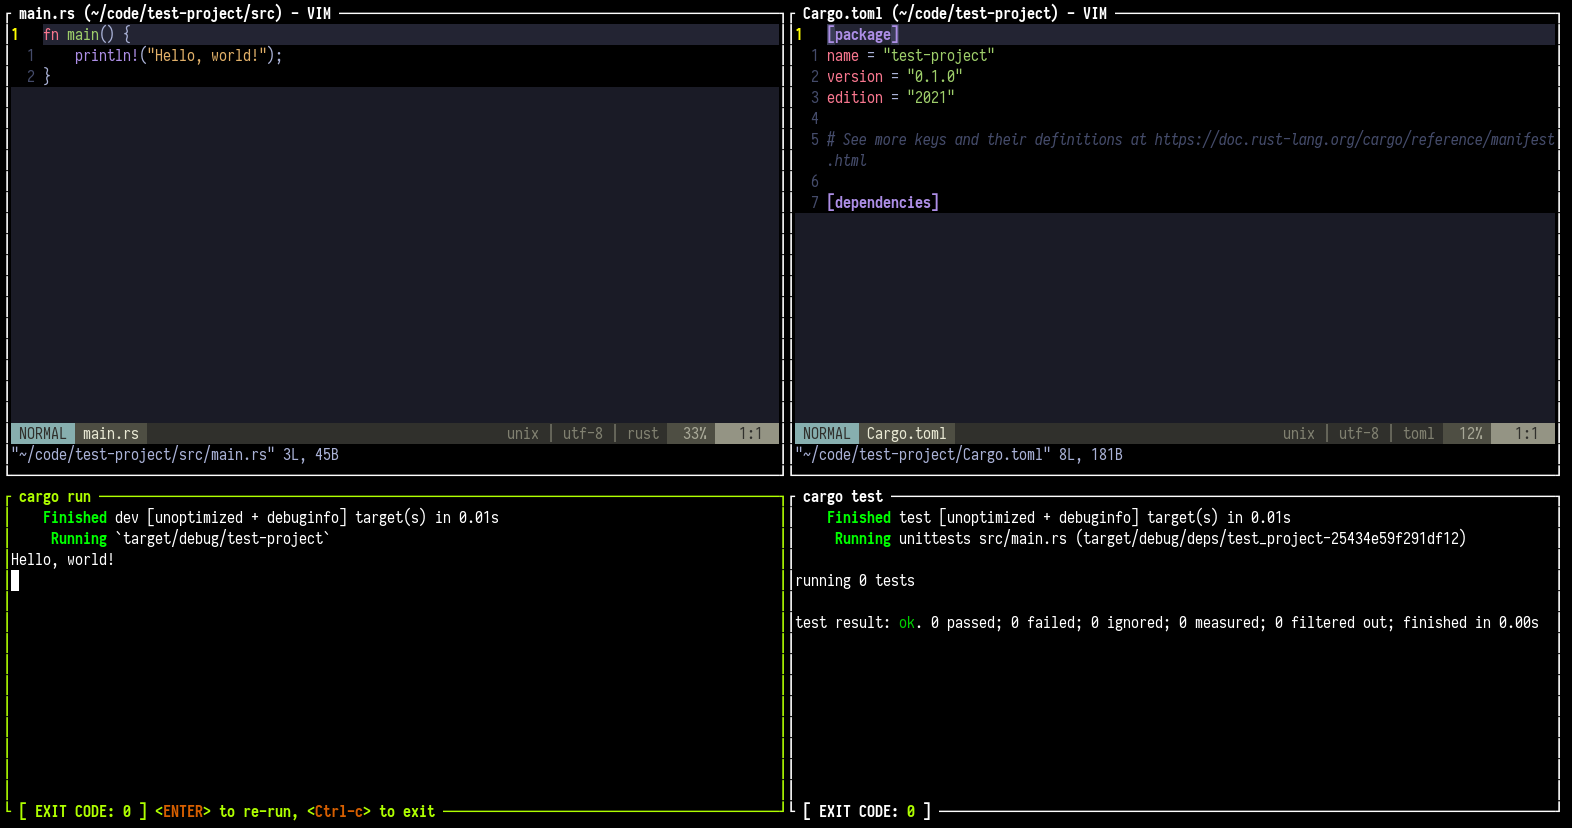 main.rs (~/code/test-project/src) - VIM
1 fn main() {
1 println!("Hello, world!");
2 }
NORMAL main.rs unix | utf-8 | rust 33% 1:1
"~/code/test-project/src/main.rs" 3L, 45B
Cargo.toml (~/code/test-project) - VIM
1 [package]
1 name = "test-project"
2 version = "0.1.0"
3 edition = "2021"
4
5 # See more keys and their definitions at https://doc.rust-lang.org/cargo/reference/manifest
.html
6
7 [dependencies]
NORMAL Cargo.toml unix | utf-8 | toml 12% 1:1
"~/code/test-project/Cargo.toml" 8L, 181B
cargo run
Finished dev [unoptimized + debuginfo] target(s) in 0.01s
Running `target/debug/test-project`
Hello, world!
[ EXIT CODE: 0 ] <ENTER> to re-run, <Ctrl-c> to exit
cargo test
Finished test [unoptimized + debuginfo] target(s) in 0.01s
Running unittests src/main.rs (target/debug/deps/test_project-25434e59f291df12)
running 0 tests
test result: ok. 0 passed; 0 failed; 0 ignored; 0 measured; 0 filtered out; finished in 0.00s
[ EXIT CODE: 0 ]